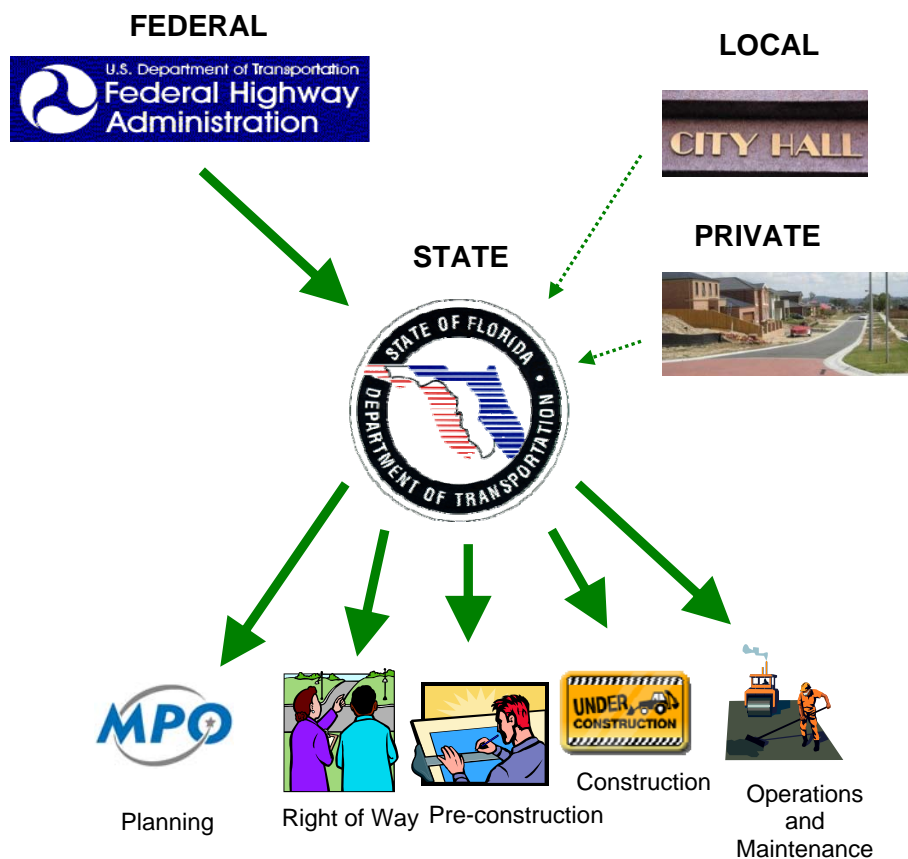 FEDERAL
U.S. Department of Transportation
Federal Highway
Administration
LOCAL
CITY HALL
PRIVATE
STATE
STATE OF FLORIDA •
DEPARTMENT OF TRANSPORTATION
MPO
UNDER
CONSTRUCTION
Planning
Right of Way
Pre-construction
Construction
Operations
and
Maintenance